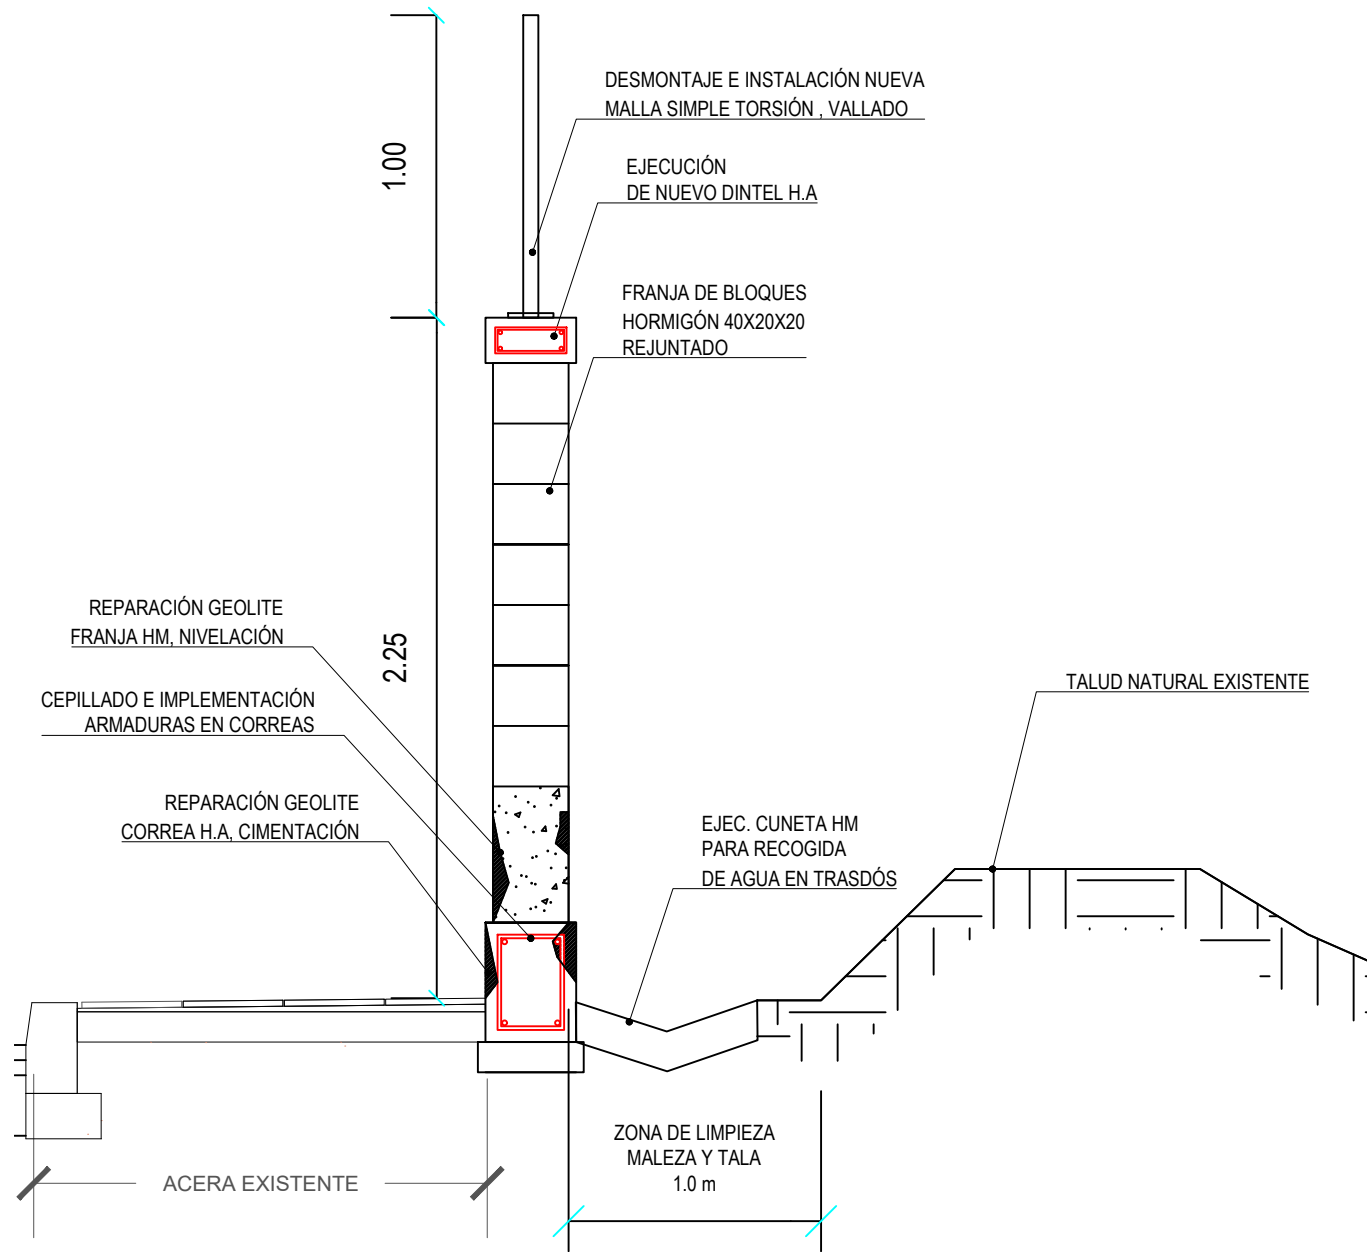 DESMONTAJE E INSTALACIÓN NUEVA
MALLA SIMPLE TORSIÓN , VALLADO
1.00
EJECUCIÓN
DE NUEVO DINTEL H.A
FRANJA DE BLOQUES
HORMIGÓN 40X20X20
REJUNTADO
REPARACIÓN GEOLITE
FRANJA HM, NIVELACIÓN
2.25
CEPILLADO E IMPLEMENTACIÓN
ARMADURAS EN CORREAS
TALUD NATURAL EXISTENTE
REPARACIÓN GEOLITE
CORREA H.A, CIMENTACIÓN
EJEC. CUNETA HM
PARA RECOGIDA
DE AGUA EN TRASDÓS
ZONA DE LIMPIEZA
MALEZA Y TALA
1.0 m
ACERA EXISTENTE